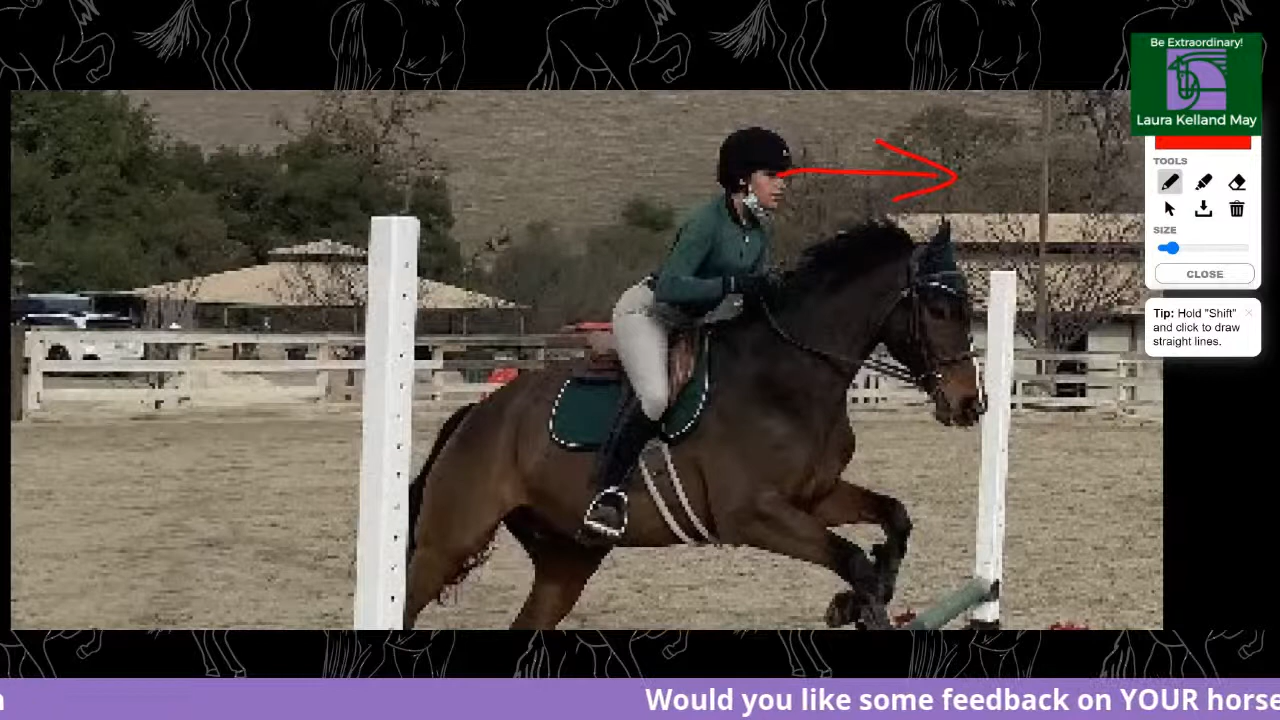 Be Extraordinary!
Laura Kelland May
TOOLS
SIZE
CLOSE
Tip: Hold "Shift"
and click to draw
straight lines.
Would you like some feedback on YOUR horse